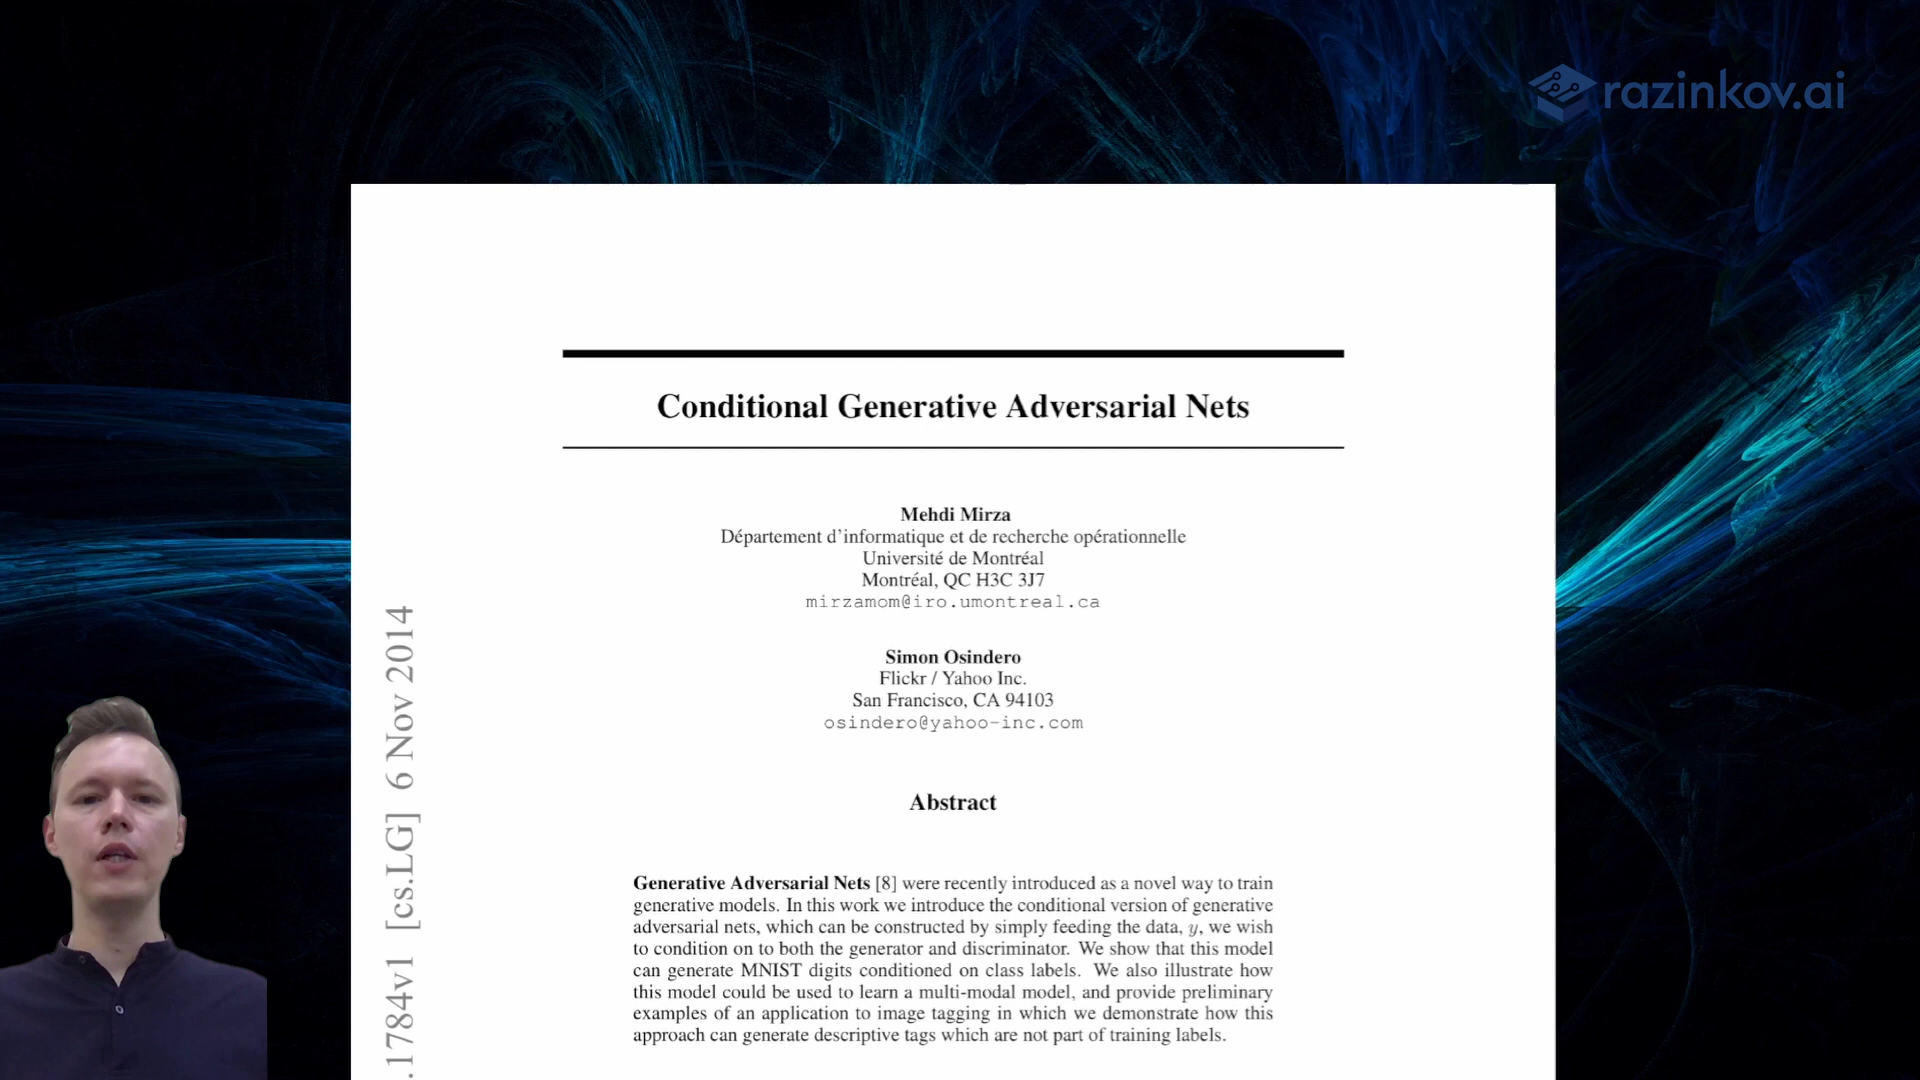 razinkov.ai
Conditional Generative Adversarial Nets
Mehdi Mirza
Département d'informatique et de recherche opérationnelle
Université de Montréal
Montréal, QC H3C 3J7
mirzamom@iro.umontreal.ca
Simon Osindero
Flickr / Yahoo Inc.
San Francisco, CA 94103
osindero@yahoo-inc.com
Abstract
Generative Adversarial Nets [8] were recently introduced as a novel way to train
generative models. In this work we introduce the conditional version of generative
adversarial nets, which can be constructed by simply feeding the data, y, we wish
to condition on to both the generator and discriminator. We show that this model
can generate MNIST digits conditioned on class labels. We also illustrate how
this model could be used to learn a multi-modal model, and provide preliminary
examples of an application to image tagging in which we demonstrate how this
approach can generate descriptive tags which are not part of training labels.
.1784v1 [cs.LG] 6 Nov 2014